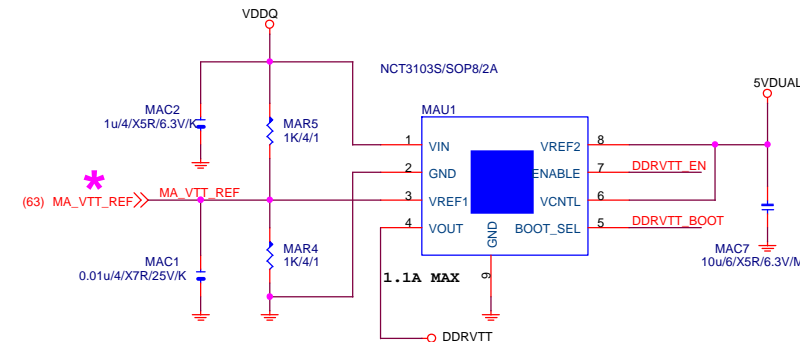 VDDQ
NCT3103S/SOP8/2A
5VDUAL
MAC2
1u/4/X5R/6.3V/K
MAR5
1K/4/1
MAU1
1 VIN VREF2 8
2 GND ENABLE 7 DDRVTT_EN
(63) MA_VTT_REF MA_VTT_REF 3 VREF1 VCNTL 6
4 VOUT BOOT_SEL 5 DDRVTT_BOOT
GND
9
MAC1
0.01u/4/X7R/25V/K
MAR4
1K/4/1
1.1A MAX
MAC7
10u/6/X5R/6.3V/M
DDRVTT